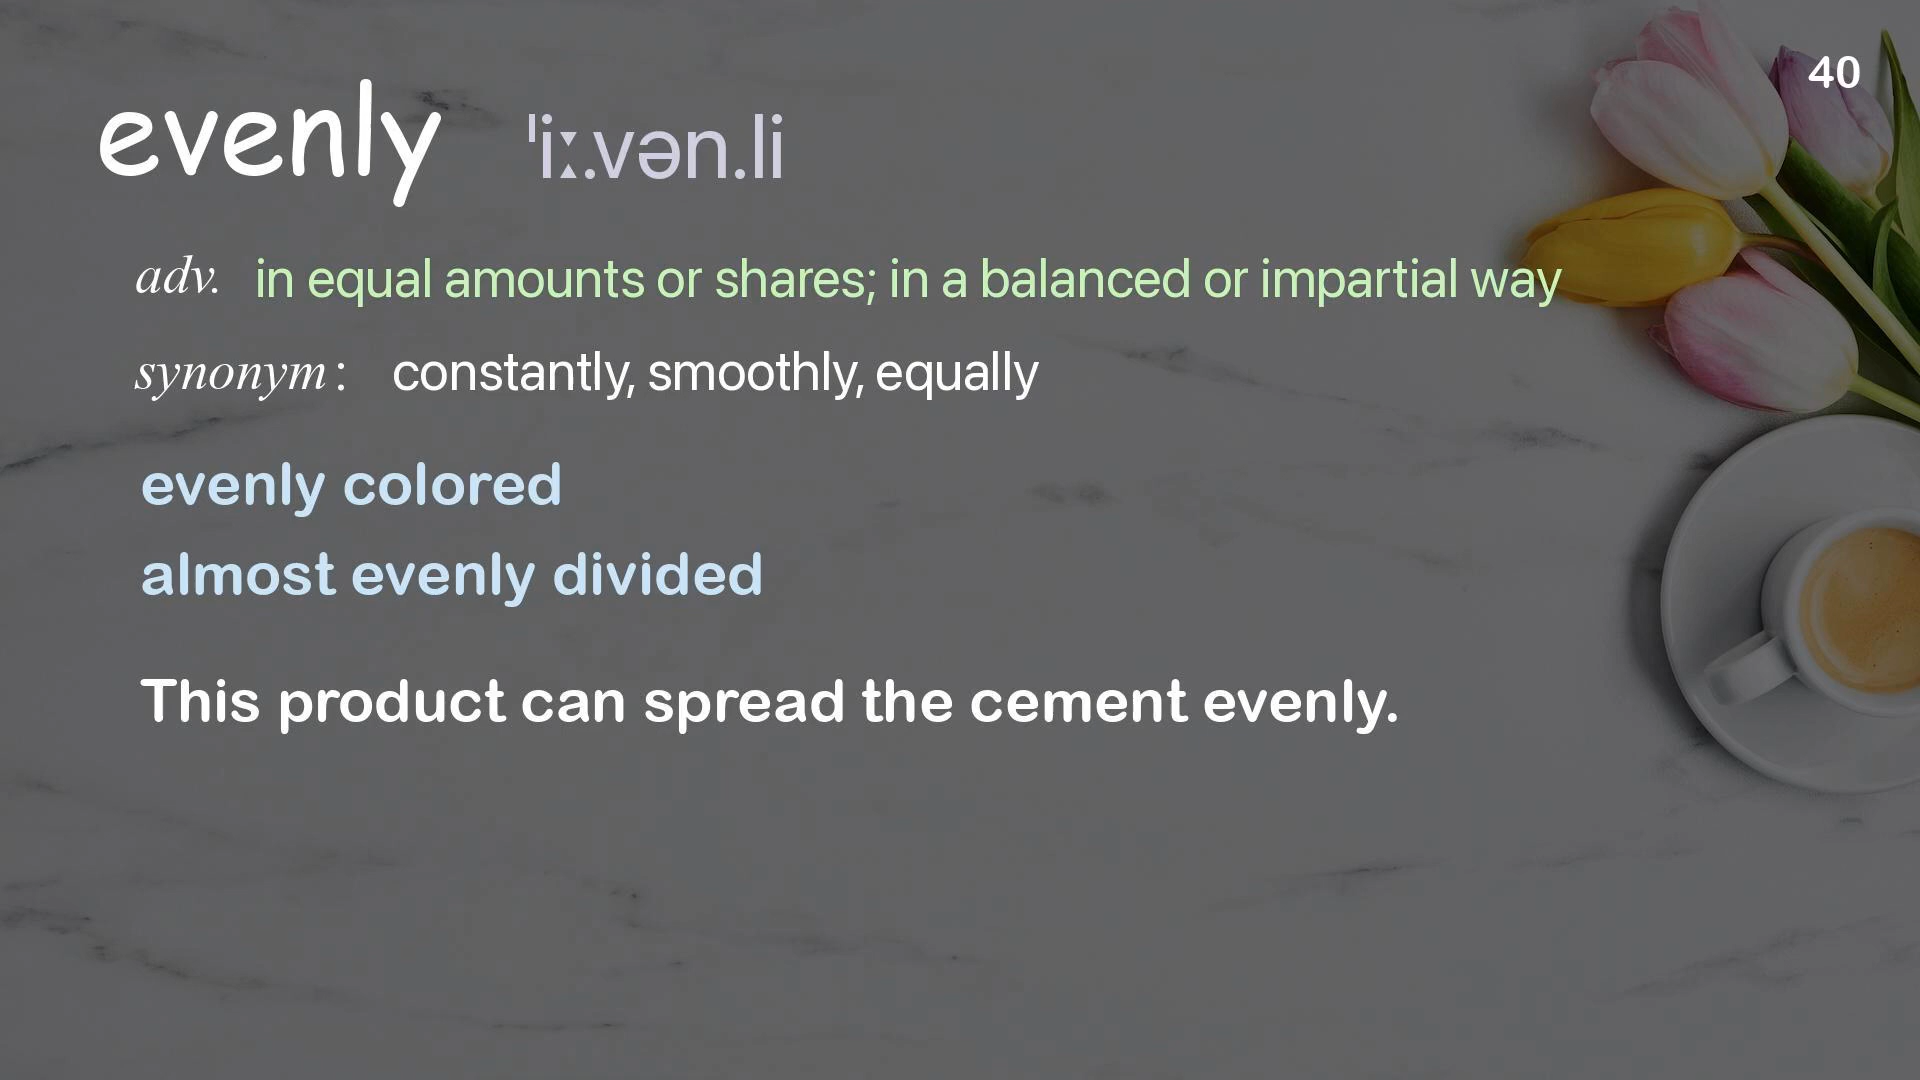 40
evenly ˈiː.vən.li
adv. in equal amounts or shares; in a balanced or impartial way
synonym : constantly, smoothly, equally
evenly colored
almost evenly divided
This product can spread the cement evenly.